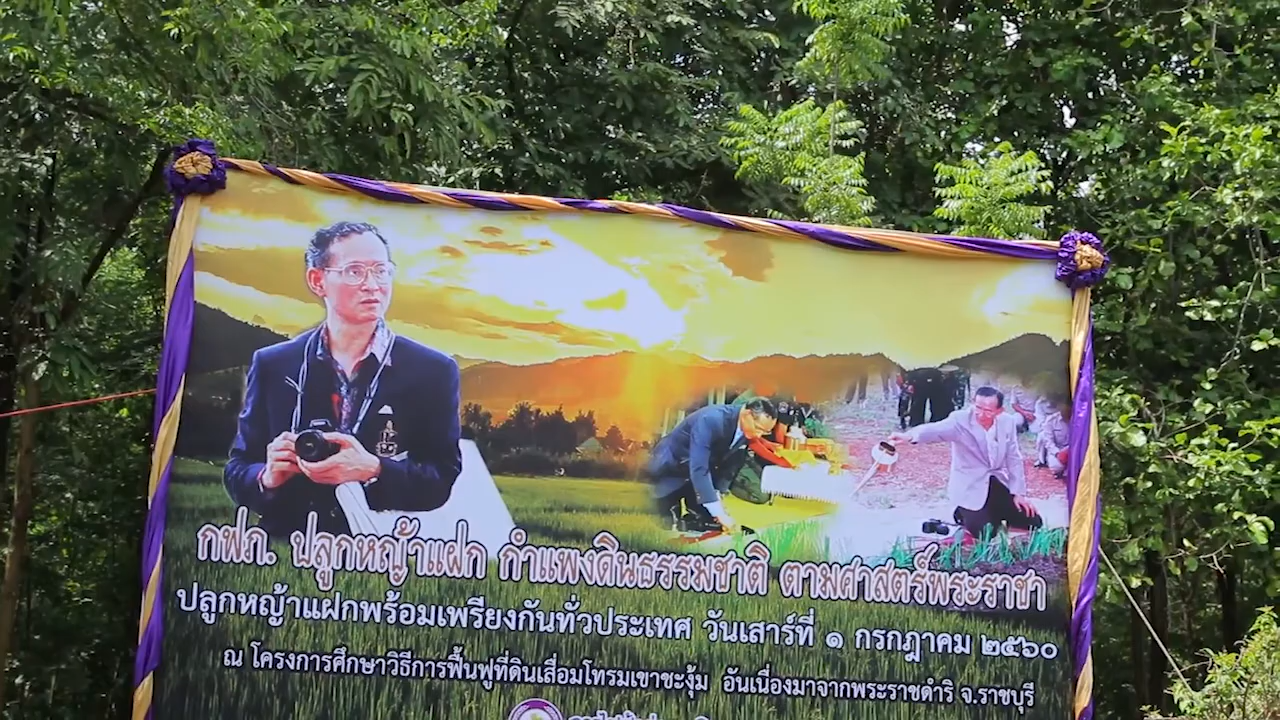 กฟภ. ปลูกหญ้าแฝก กำแพงดินธรรมชาติ ตามศาสตร์พระราชา
ปลูกหญ้าแฝกพร้อมเพรียงกันทั่วประเทศ วันเสาร์ที่ ๑ กรกฎาคม ๒๕๖๐
ณ โครงการศึกษาวิธีการฟื้นฟูที่ดินเสื่อมโทรมเขาชะงุ้ม อันเนื่องมาจากพระราชดำริ จ.ราชบุรี